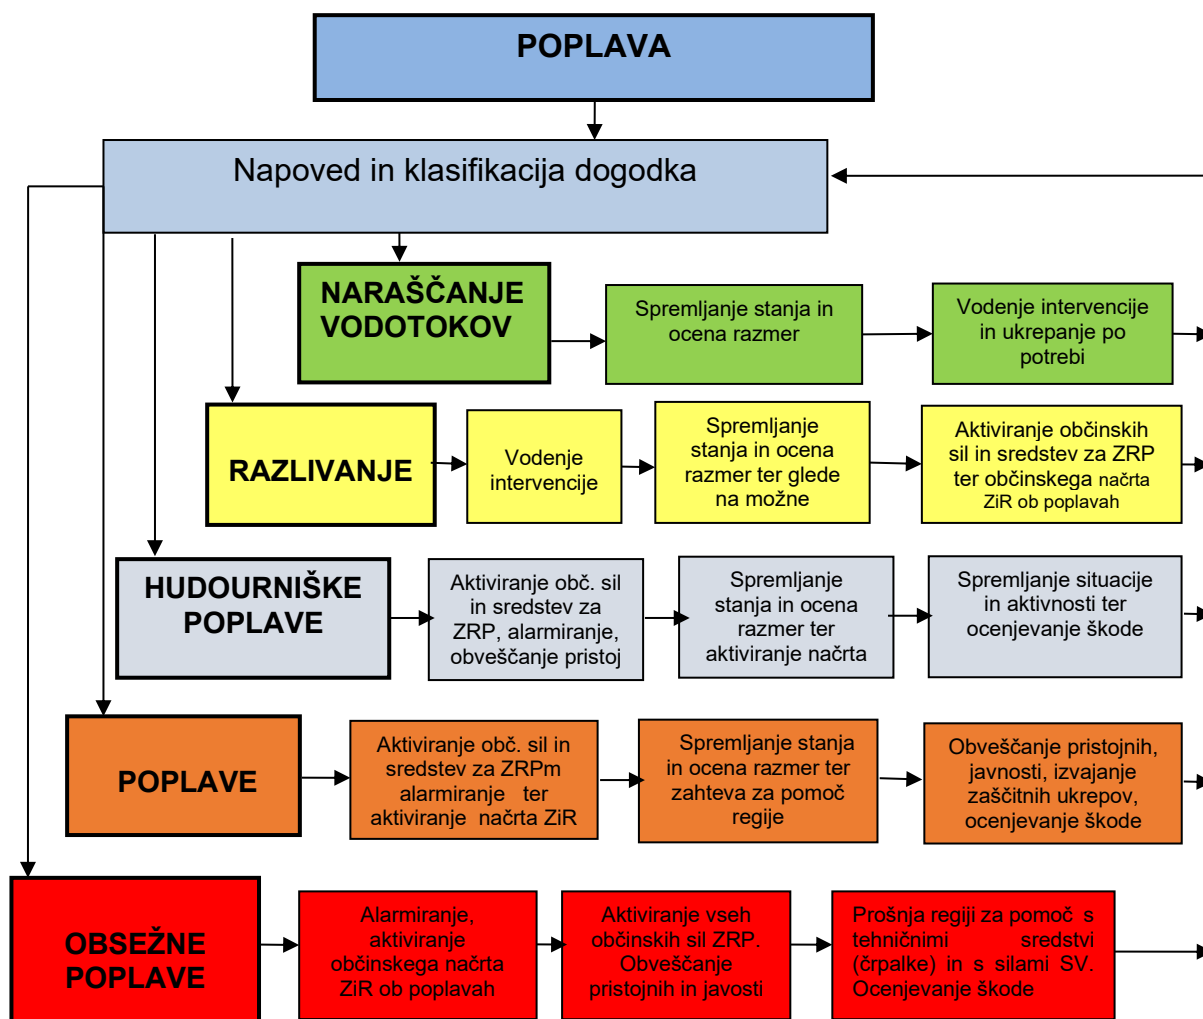 POPLAVA
Napoved in klasifikacija dogodka
NARAŠČANJE
VODOTOKOV
Spremljanje stanja in
ocena razmer
Vodenje intervencije
in ukrepanje po
potrebi
RAZLIVANJE
Vodenje
intervencije
Spremljanje
stanja in ocena
razmer ter glede
na možne
Aktiviranje občinskih
sil in sredstev za ZRP
ter občinskega načrta
ZiR ob poplavah
HUDOURNIŠKE
POPLAVE
Aktiviranje obč. sil
in sredstev za
ZRP, alarmiranje,
obveščanje pristoj
Spremljanje
stanja in ocena
razmer ter
aktiviranje načrta
Spremljanje situacije
in aktivnosti ter
ocenjevanje škode
POPLAVE
Aktiviranje obč. sil in
sredstev za ZRPm
alarmiranje ter
aktiviranje načrta ZiR
Spremljanje stanja
in ocena razmer ter
zahteva za pomoč
regije
Obveščanje pristojnih,
javnosti, izvajanje
zaščitnih ukrepov,
ocenjevanje škode
OBSEŽNE
POPLAVE
Alarmiranje,
aktiviranje
občinskega načrta
ZiR ob poplavah
Aktiviranje vseh
občinskih sil ZRP.
Obveščanje
pristojnih in javosti
Prošnja regiji za pomoč s
tehničnimi sredstvi
(črpalke) in s silami SV.
Ocenjevanje škode